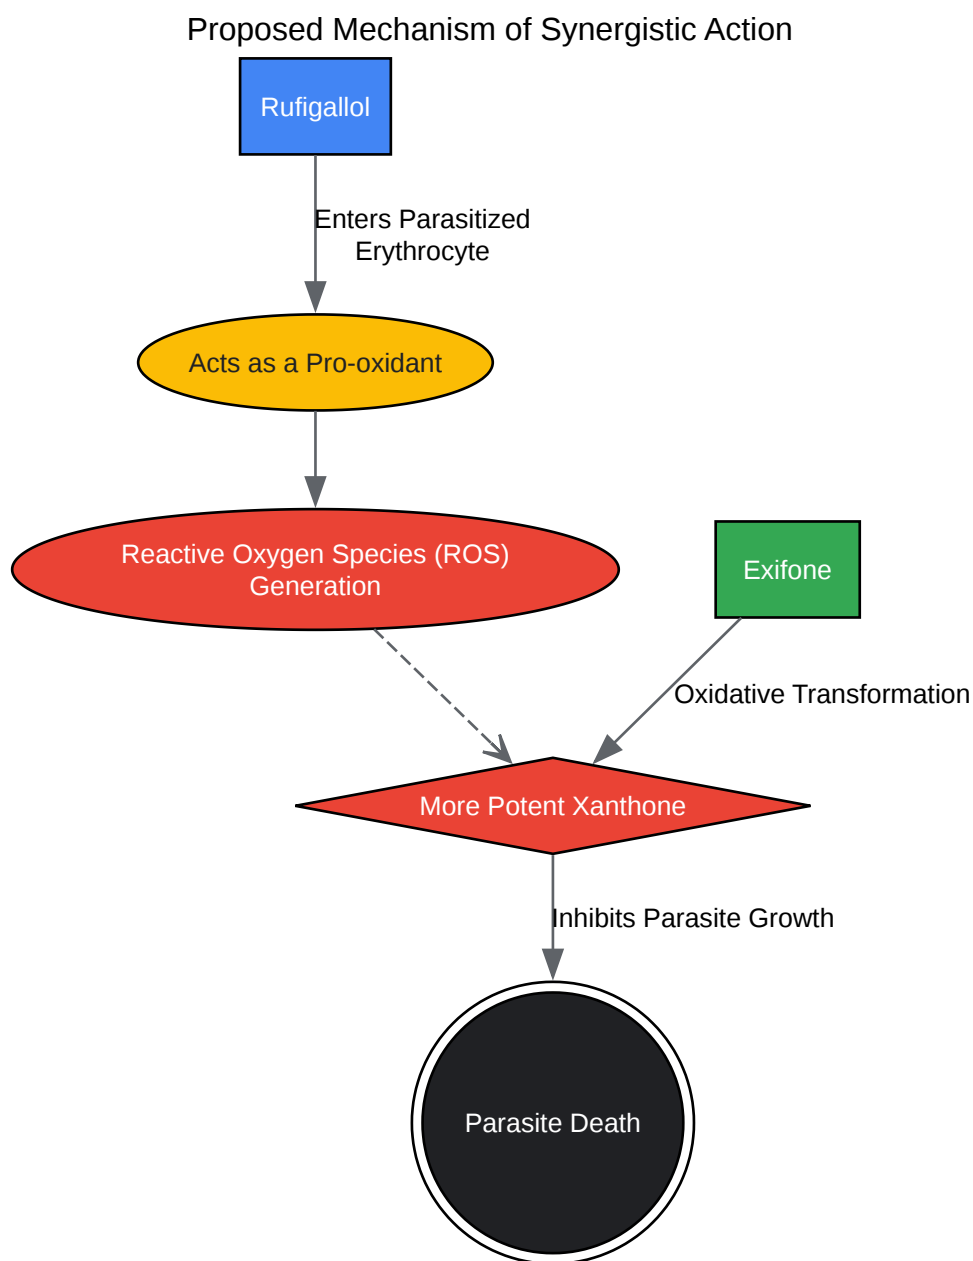 Proposed Mechanism of Synergistic Action
Rufigallol
Enters Parasitized
Erythrocyte
Acts as a Pro-oxidant
Reactive Oxygen Species (ROS)
Generation
Exifone
Oxidative Transformation
More Potent Xanthone
Inhibits Parasite Growth
Parasite Death